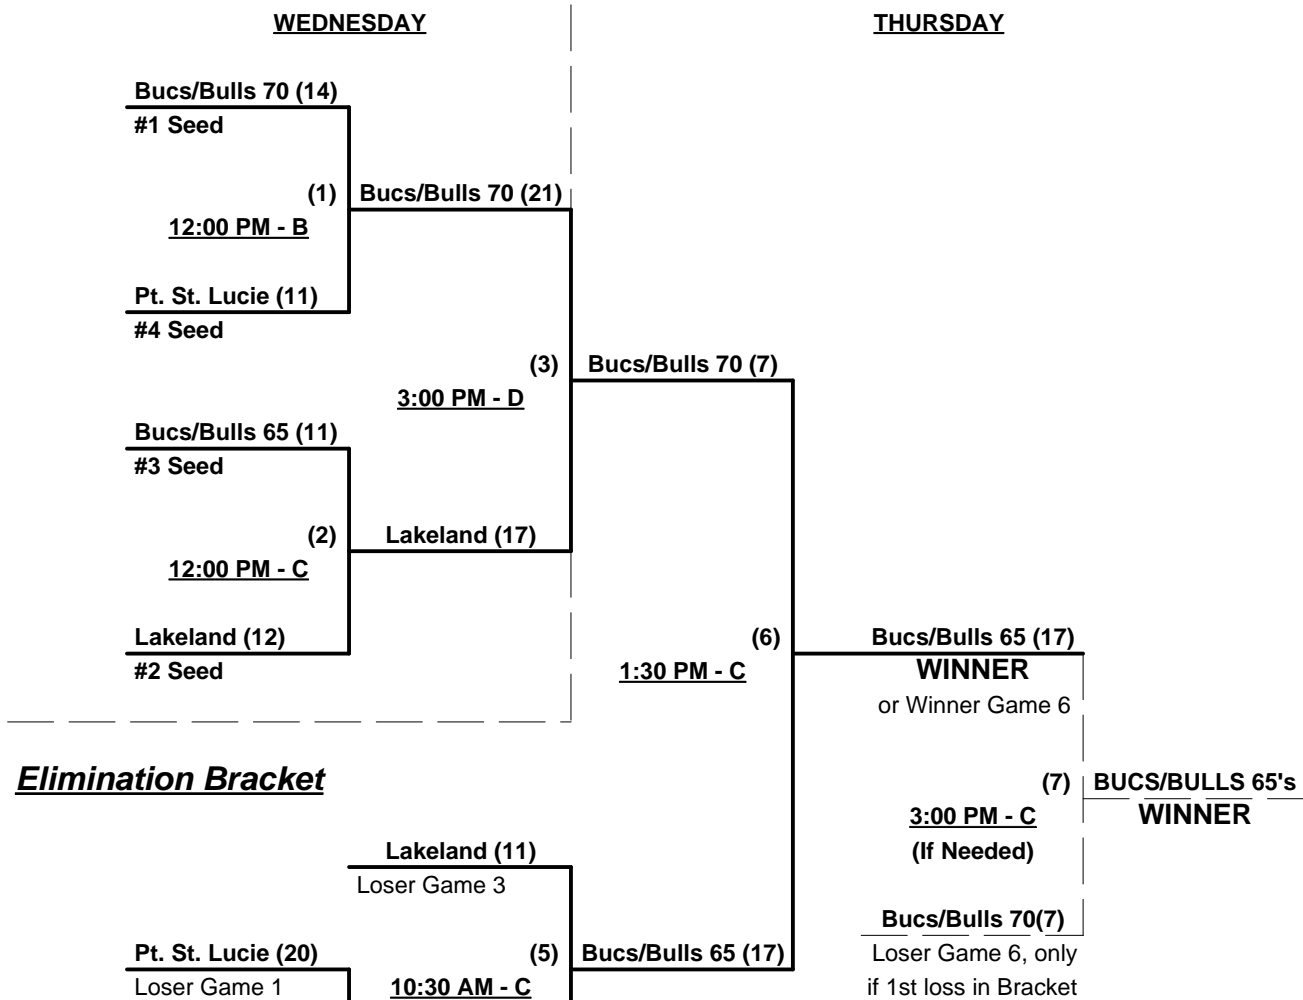 WEDNESDAY
THURSDAY
Bucs/Bulls 70 (14)
#1 Seed
(1)
Bucs/Bulls 70 (21)
12:00 PM - B
Pt. St. Lucie (11)
#4 Seed
(3)
Bucs/Bulls 70 (7)
3:00 PM - D
Bucs/Bulls 65 (11)
#3 Seed
(2)
Lakeland (17)
12:00 PM - C
Lakeland (12)
#2 Seed
(6)
Bucs/Bulls 65 (17)
1:30 PM - C
WINNER
or Winner Game 6
Elimination Bracket
(7)
BUCS/BULLS 65's
3:00 PM - C
WINNER
(If Needed)
Lakeland (11)
Loser Game 3
Bucs/Bulls 70(7)
Pt. St. Lucie (20)
(5)
Bucs/Bulls 65 (17)
Loser Game 6, only
Loser Game 1
10:30 AM - C
if 1st loss in Bracket